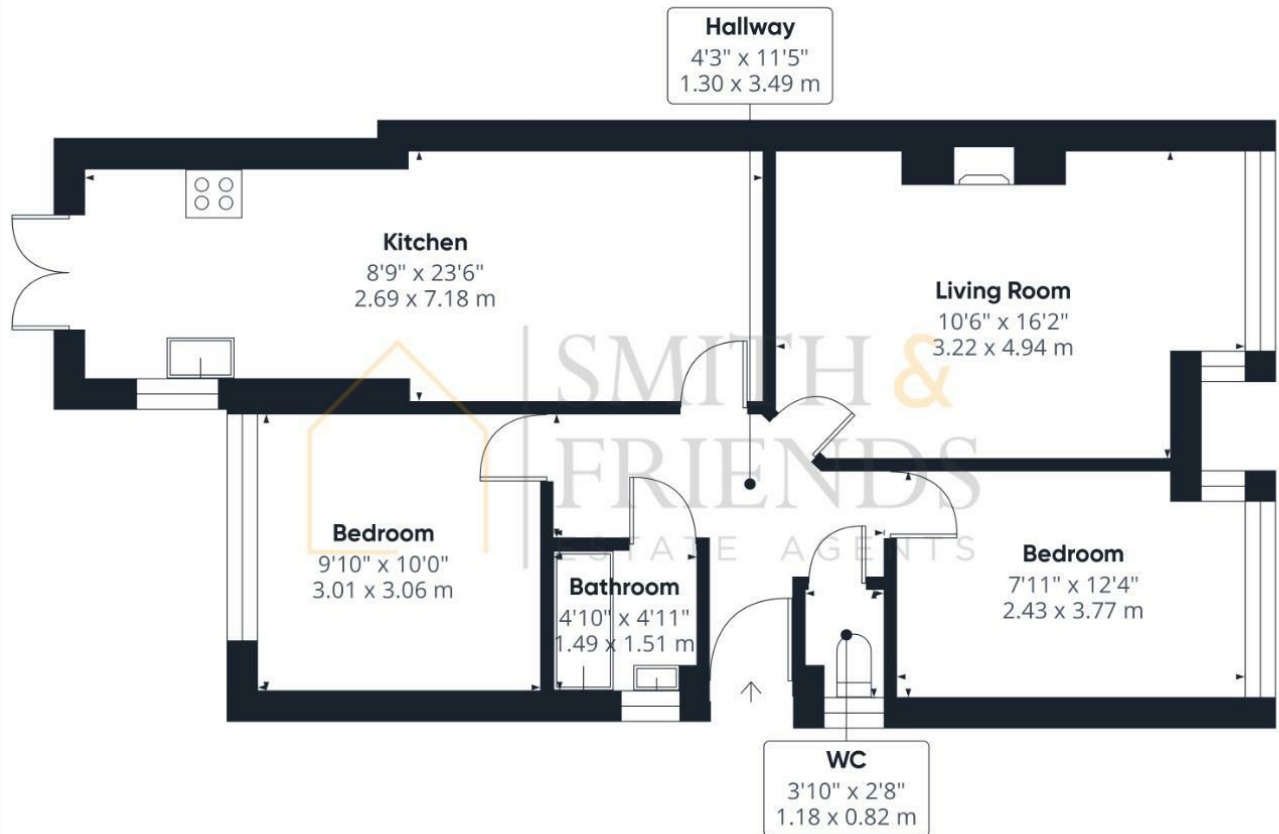 Hallway
4'3" x 11'5"
1.30 x 3.49 m
Kitchen
8'9" x 23'6"
2.69 x 7.18 m
Living Room
10'6" x 16'2"
3.22 x 4.94 m
SMITH &
FRIENDS
ESTATE AGENTS
Bedroom
9'10" x 10'0"
3.01 x 3.06 m
Bathroom
4'10" x 4'11"
1.49 x 1.51 m
Bedroom
7'11" x 12'4"
2.43 x 3.77 m
WC
3'10" x 2'8"
1.18 x 0.82 m